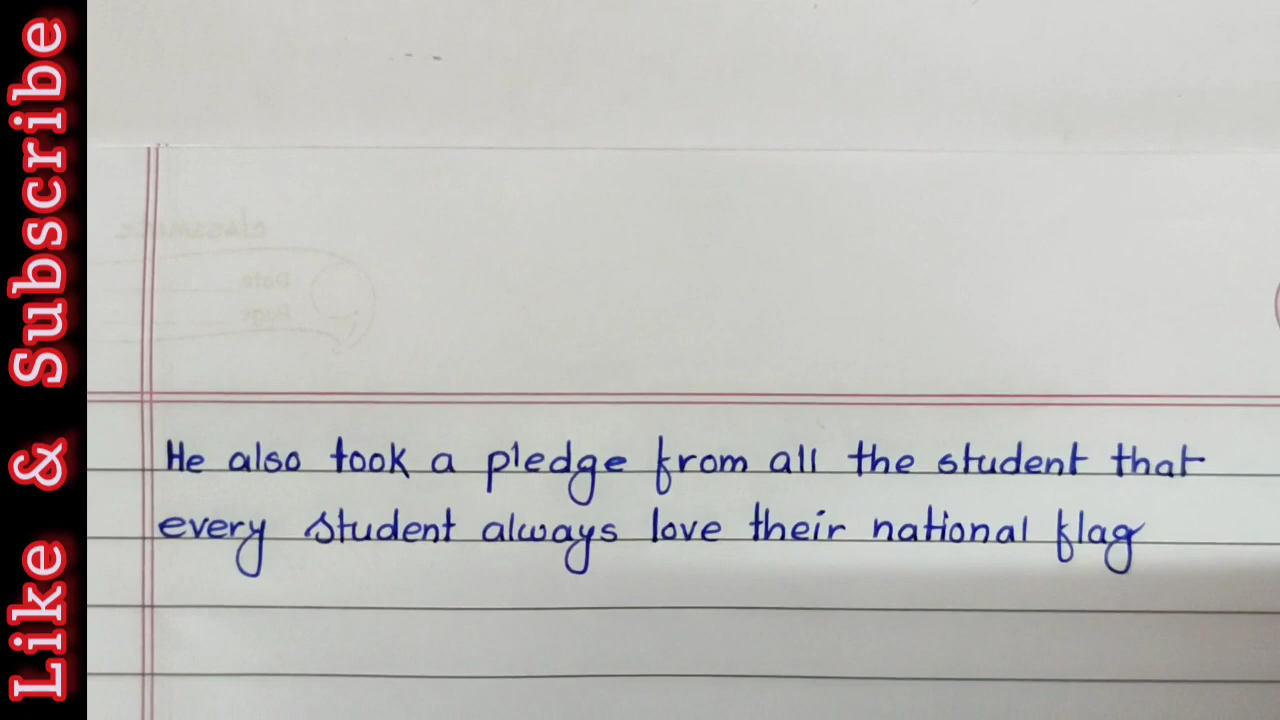 Like & Subscribe
He also took a pledge from all the student that
every student always love their national flag